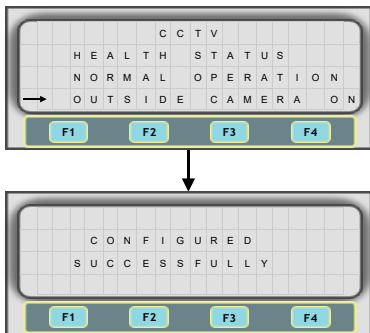 CCTV
HEALTH STATUS
NORMAL OPERATION
OUTSIDE CAMERA ON
F1 F2 F3 F4
CONFIGURED
SUCCESSFULLY
F1 F2 F3 F4